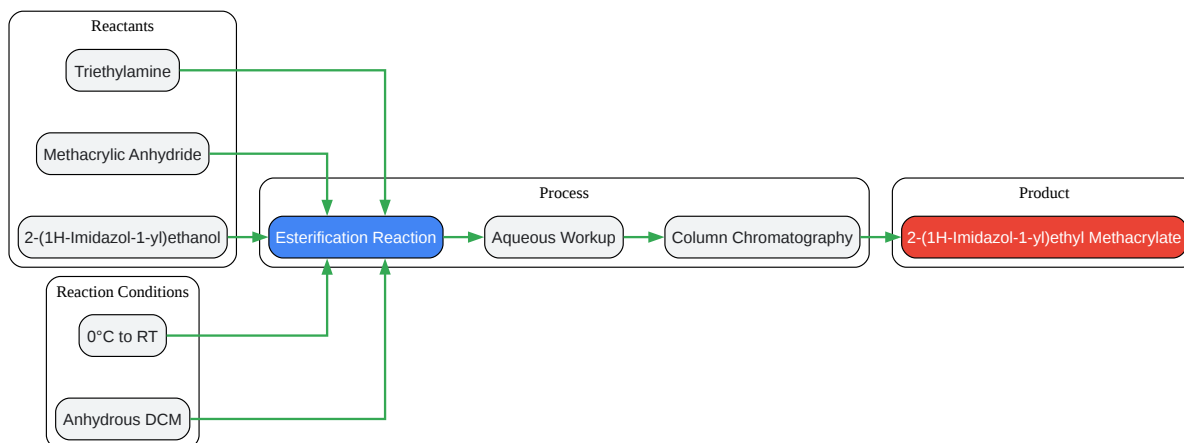 Reactants
Triethylamine
Methacrylic Anhydride
2-(1H-Imidazol-1-yl)ethanol
Reaction Conditions
0°C to RT
Anhydrous DCM
Process
Esterification Reaction
Aqueous Workup
Column Chromatography
Product
2-(1H-Imidazol-1-yl)ethyl Methacrylate